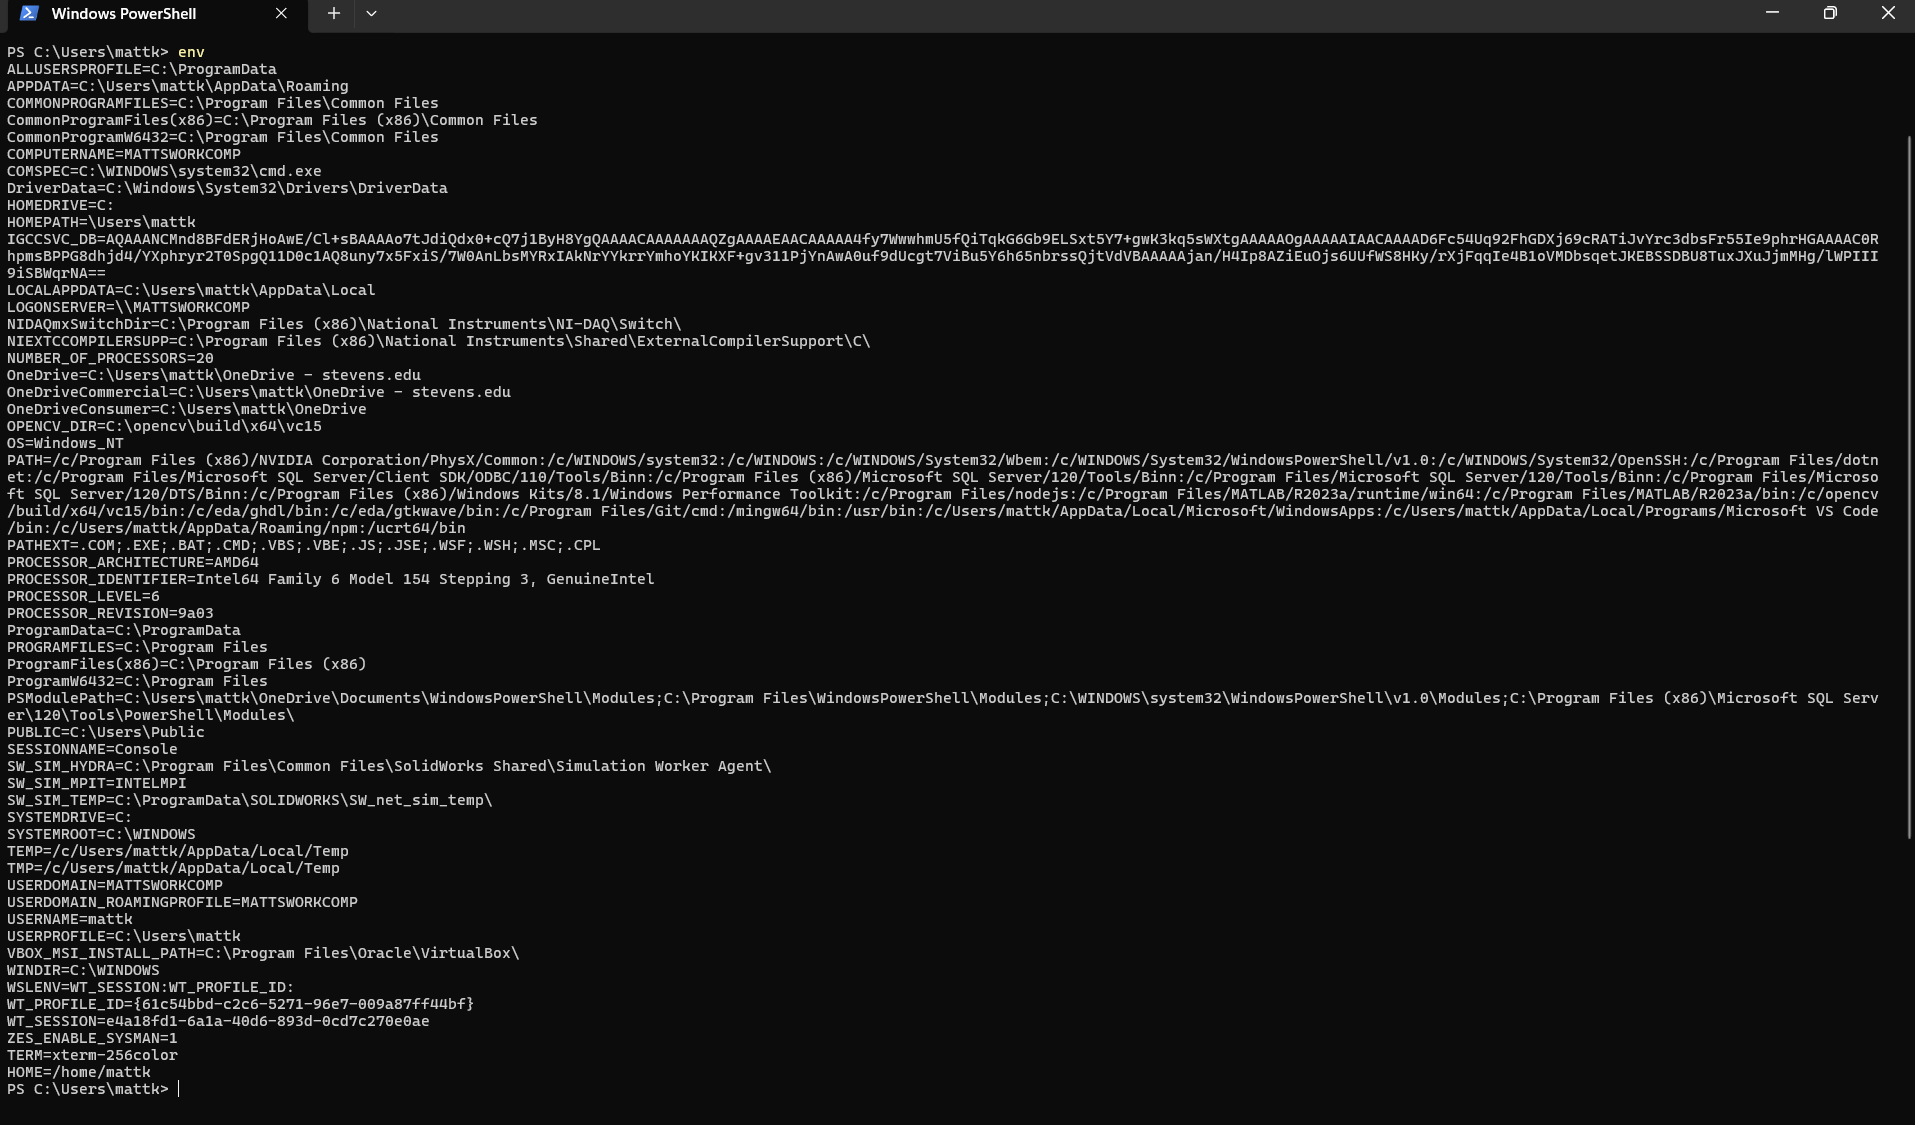 Windows PowerShell
PS C:\Users\mattk> env
ALLUSERSPROFILE=C:\ProgramData
APPDATA=C:\Users\mattk\AppData\Roaming
COMMONPROGRAMFILES=C:\Program Files\Common Files
CommonProgramFiles(x86)=C:\Program Files (x86)\Common Files
CommonProgramW6432=C:\Program Files\Common Files
COMPUTERNAME=MATTSWORKCOMP
COMSPEC=C:\WINDOWS\system32\cmd.exe
DriverData=C:\Windows\System32\Drivers\DriverData
HOMEDRIVE=C:
HOMEPATH=\Users\mattk
IGCCSVC_DB=AQAAANCMnd8BFdERjHoAwE/Cl+sBAAAAo7tJdiQdx0+cQ7j1ByH8YgQAAAACAAAAAAAQZgAAAAEAACAAAAA4fy7WwwhmU5fQiTqkG6Gb9ELSxt5Y7+gwK3kq5sWXtgAAAAAOgAAAAAIAACAAAAD6Fc54Uq92FhGDXj69cRATiJvYrc3dbsFr55Ie9phrHGAAAAC0R
hpmsBPPG8dhjd4/YXphryr2T0SpgQ11D0c1AQ8uny7x5FxiS/7W0AnLbsMYRxIAkNrYYkrrYmhoYKIKXF+gv311PjYnAwA0uf9dUcgt7ViBu5Y6h65nbrssQjtVdVBAAAAAjan/H4Ip8AZiEuOjs6UUfWS8HKy/rXjFqqIe4B1oVMDbsqetJKEBSSDBU8TuxJXuJjmMHg/lWPIII
9iSBWqrNA==
LOCALAPPDATA=C:\Users\mattk\AppData\Local
LOGONSERVER=\\MATTSWORKCOMP
NIDAQmxSwitchDir=C:\Program Files (x86)\National Instruments\NI-DAQ\Switch\
NIEXTCCOMPILERSUPP=C:\Program Files (x86)\National Instruments\Shared\ExternalCompilerSupport\C\
NUMBER_OF_PROCESSORS=20
OneDrive=C:\Users\mattk\OneDrive - stevens.edu
OneDriveCommercial=C:\Users\mattk\OneDrive - stevens.edu
OneDriveConsumer=C:\Users\mattk\OneDrive
OPENCV_DIR=C:\opencv\build\x64\vc15
OS=Windows_NT
PATH=/c/Program Files (x86)/NVIDIA Corporation/PhysX/Common:/c/WINDOWS/system32:/c/WINDOWS:/c/WINDOWS/System32/Wbem:/c/WINDOWS/System32/WindowsPowerShell/v1.0:/c/WINDOWS/System32/OpenSSH:/c/Program Files/dotn
et:/c/Program Files/Microsoft SQL Server/Client SDK/ODBC/110/Tools/Binn:/c/Program Files (x86)/Microsoft SQL Server/120/Tools/Binn:/c/Program Files/Microsoft SQL Server/120/Tools/Binn:/c/Program Files/Microso
ft SQL Server/120/DTS/Binn:/c/Program Files (x86)/Windows Kits/8.1/Windows Performance Toolkit:/c/Program Files/nodejs:/c/Program Files/MATLAB/R2023a/runtime/win64:/c/Program Files/MATLAB/R2023a/bin:/c/opencv
/build/x64/vc15/bin:/c/eda/ghdl/bin:/c/eda/gtkwave/bin:/c/Program Files/Git/cmd:/mingw64/bin:/usr/bin:/c/Users/mattk/AppData/Local/Microsoft/WindowsApps:/c/Users/mattk/AppData/Local/Programs/Microsoft VS Code
/bin:/c/Users/mattk/AppData/Roaming/npm:/ucrt64/bin
PATHEXT=.COM;.EXE;.BAT;.CMD;.VBS;.VBE;.JS;.JSE;.WSF;.WSH;.MSC;.CPL
PROCESSOR_ARCHITECTURE=AMD64
PROCESSOR_IDENTIFIER=Intel64 Family 6 Model 154 Stepping 3, GenuineIntel
PROCESSOR_LEVEL=6
PROCESSOR_REVISION=9a03
ProgramData=C:\ProgramData
PROGRAMFILES=C:\Program Files
ProgramFiles(x86)=C:\Program Files (x86)
ProgramW6432=C:\Program Files
PSModulePath=C:\Users\mattk\OneDrive\Documents\WindowsPowerShell\Modules;C:\Program Files\WindowsPowerShell\Modules;C:\WINDOWS\system32\WindowsPowerShell\v1.0\Modules;C:\Program Files (x86)\Microsoft SQL Serv
er\120\Tools\PowerShell\Modules\
PUBLIC=C:\Users\Public
SESSIONNAME=Console
SW_SIM_HYDRA=C:\Program Files\Common Files\SolidWorks Shared\Simulation Worker Agent\
SW_SIM_MPIT=INTELMPI
SW_SIM_TEMP=C:\ProgramData\SOLIDWORKS\SW_net_sim_temp\
SYSTEMDRIVE=C:
SYSTEMROOT=C:\WINDOWS
TEMP=/c/Users/mattk/AppData/Local/Temp
TMP=/c/Users/mattk/AppData/Local/Temp
USERDOMAIN=MATTSWORKCOMP
USERDOMAIN_ROAMINGPROFILE=MATTSWORKCOMP
USERNAME=mattk
USERPROFILE=C:\Users\mattk
VBOX_MSI_INSTALL_PATH=C:\Program Files\Oracle\VirtualBox\
WINDIR=C:\WINDOWS
WSLENV=WT_SESSION:WT_PROFILE_ID:
WT_PROFILE_ID={61c54bbd-c2c6-5271-96e7-009a87ff44bf}
WT_SESSION=e4a18fd1-6a1a-40d6-893d-0cd7c270e0ae
ZES_ENABLE_SYSMAN=1
TERM=xterm-256color
HOME=/home/mattk
PS C:\Users\mattk>